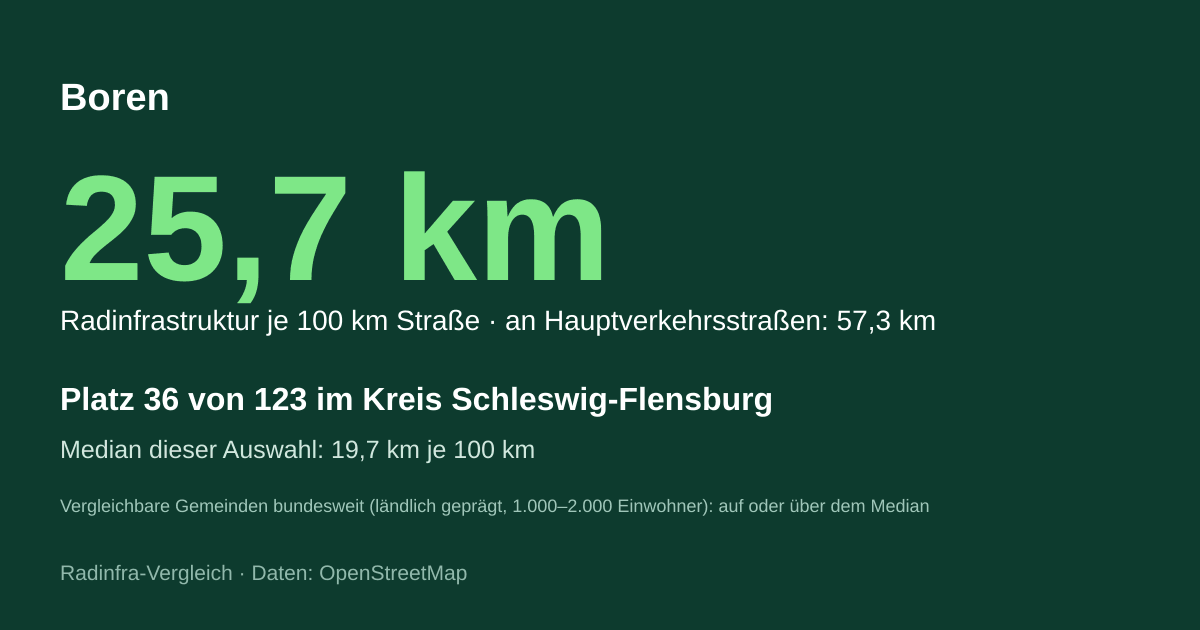 Boren
25,7 km
Radinfrastruktur je 100 km Straße · an Hauptverkehrsstraßen: 57,3 km
Platz 36 von 123 im Kreis Schleswig-Flensburg
Median dieser Auswahl: 19,7 km je 100 km
Vergleichbare Gemeinden bundesweit (ländlich geprägt, 1.000–2.000 Einwohner): auf oder über dem Median
Radinfra-Vergleich · Daten: OpenStreetMap